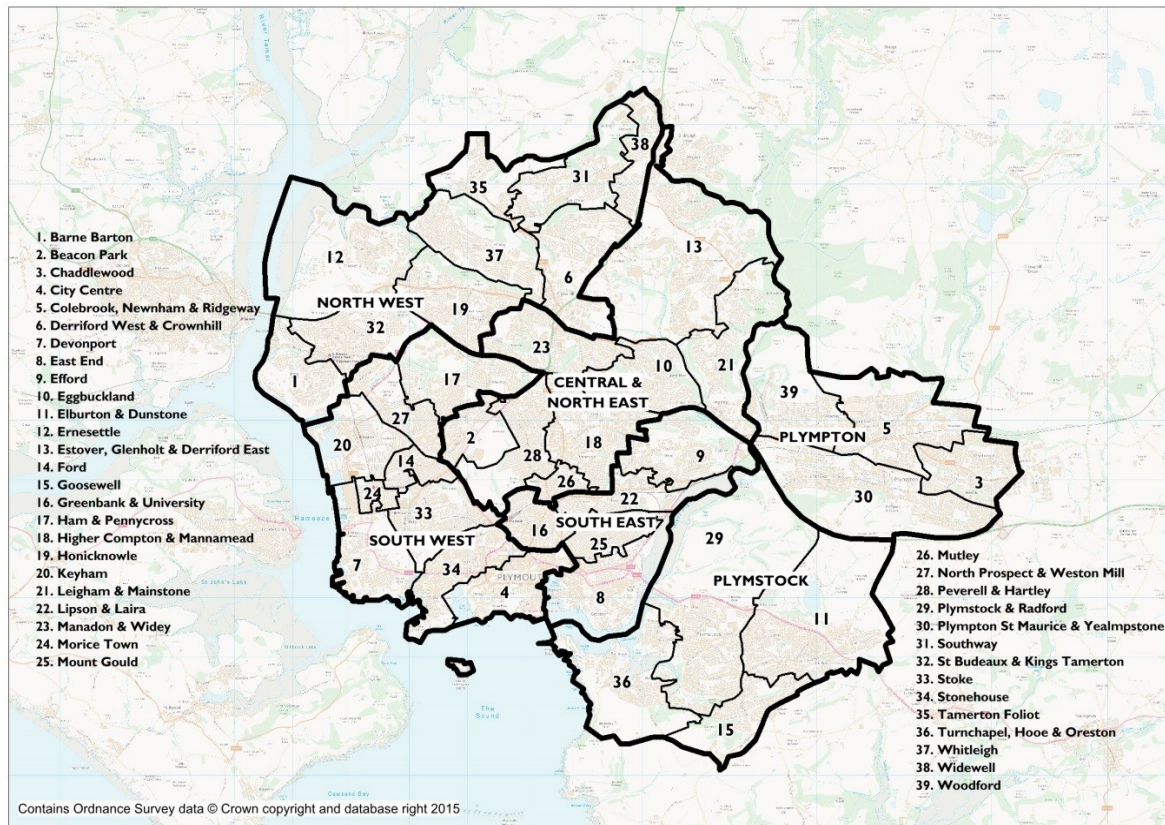 1. Barne Barton
2. Beacon Park
3. Chaddlewood
4. City Centre
5. Colebrook, Newnham & Ridgeway
6. Derriford West & Crownhill
7. Devonport
8. East End
9. Efford
10. Eggbuckland
11. Elburton & Dunstone
12. Ernesettle
13. Estover, Glenholt & Derriford East
14. Ford
15. Goosewell
16. Greenbank & University
17. Ham & Pennycross
18. Higher Compton & Mannamead
19. Honicknowle
20. Keyham
21. Leigham & Mainstone
22. Lipson & Laira
23. Manadon & Widey
24. Morice Town
25. Mount Gould
38
31
35
13
12
37
6
NORTH WEST
32
19
23
21
10
1
17
CENTRAL &
NORTH EAST
39
5
PLYMPTON
27
20
2
18
28
9
14
26
3
24
22
30
33
16
SOUTH EAST
25
29
SOUTH WEST
7
34
PLYMOU
4
8
PLYMSTOCK
11
36
15
The
Sound
River Tamar
Hamoaze
St John's Lake
Cawsand Bay
26. Mutley
27. North Prospect & Weston Mill
28. Peverell & Hartley
29. Plymstock & Radford
30. Plympton St Maurice & Yealmpstone
31. Southway
32. St Budeaux & Kings Tamerton
33. Stoke
34. Stonehouse
35. Tamerton Foliot
36. Turnchapel, Hooe & Oreston
37. Whitleigh
38. Widewell
39. Woodford
Contains Ordnance Survey data © Crown copyright and database right 2015